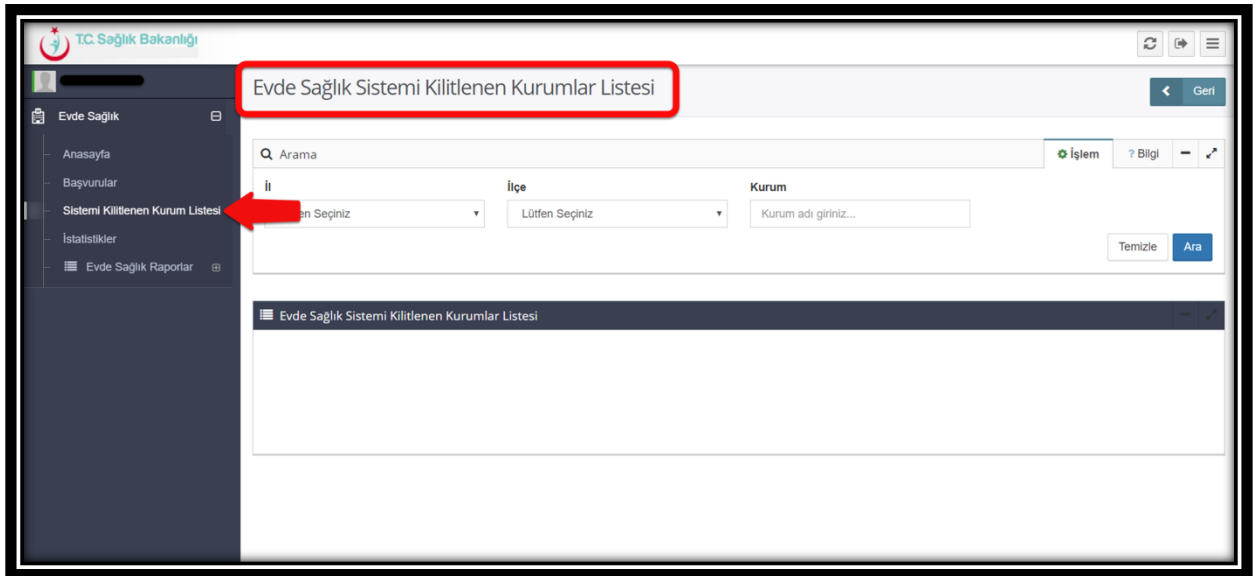 T.C. Sağlık Bakanlığı
Evde Sağlık Sistemi Kilitlenen Kurumlar Listesi
Geri
Evde Sağlık
Anasayfa
Başvurular
Sistemi Kilitlenen Kurum Listesi
İstatistikler
Evde Sağlık Raporlar
Arama
İşlem
? Bilgi
İl
İlçe
Kurum
en Seçiniz
Lütfen Seçiniz
Kurum adı giriniz...
Temizle
Ara
Evde Sağlık Sistemi Kilitlenen Kurumlar Listesi